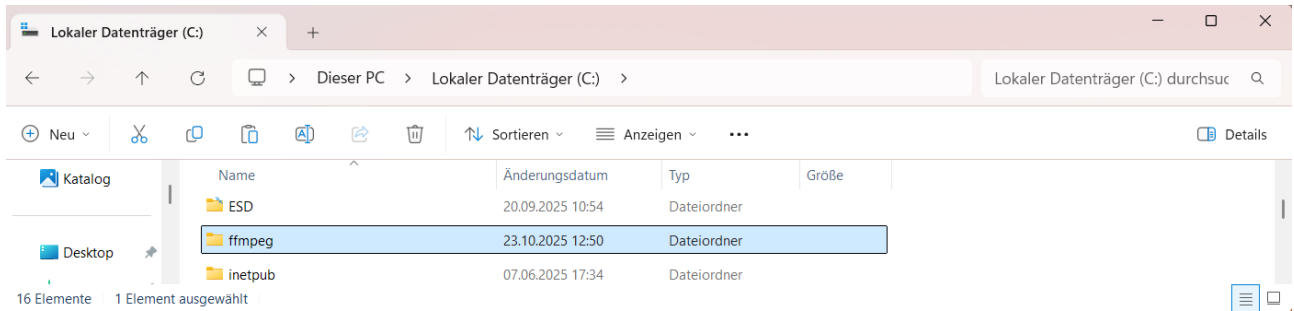 Lokaler Datenträger (C:)
Dieser PC > Lokaler Datenträger (C:) >
Lokaler Datenträger (C:) durchsuc
Neu
Sortieren
Anzeigen
Details
Katalog
Desktop
Name Änderungsdatum Typ Größe
ESD 20.09.2025 10:54 Dateiordner
ffmpeg 23.10.2025 12:50 Dateiordner
inetpub 07.06.2025 17:34 Dateiordner
16 Elemente 1 Element ausgewählt